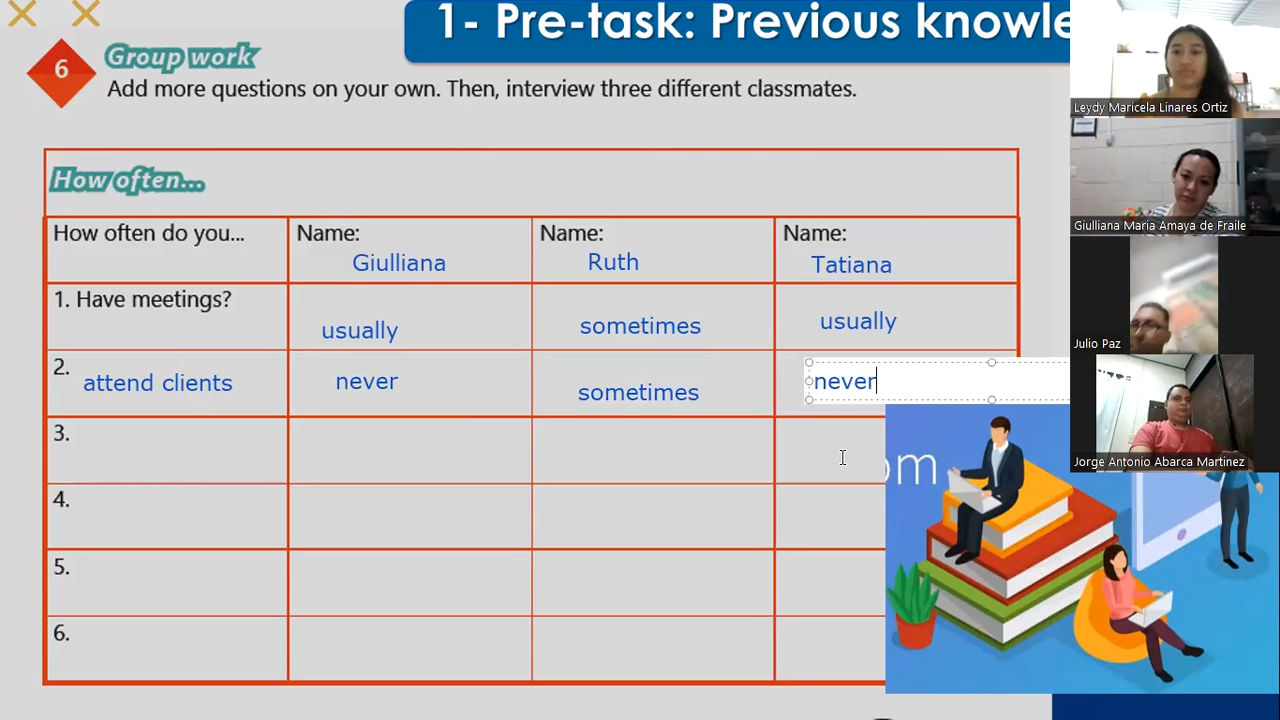 1- Pre-task: Previous knowle
6
Group work
Add more questions on your own. Then, interview three different classmates.
How often...
How often do you...
Name:
Giulliana
Name:
Ruth
Name:
Tatiana
1. Have meetings?
usually
sometimes
usually
2. attend clients
never
sometimes
never
3.
4.
5.
6.
om
Leydy Maricela Linares Ortiz
Giulliana Maria Amaya de Fraile
Julio Paz
Jorge Antonio Abarca Martinez